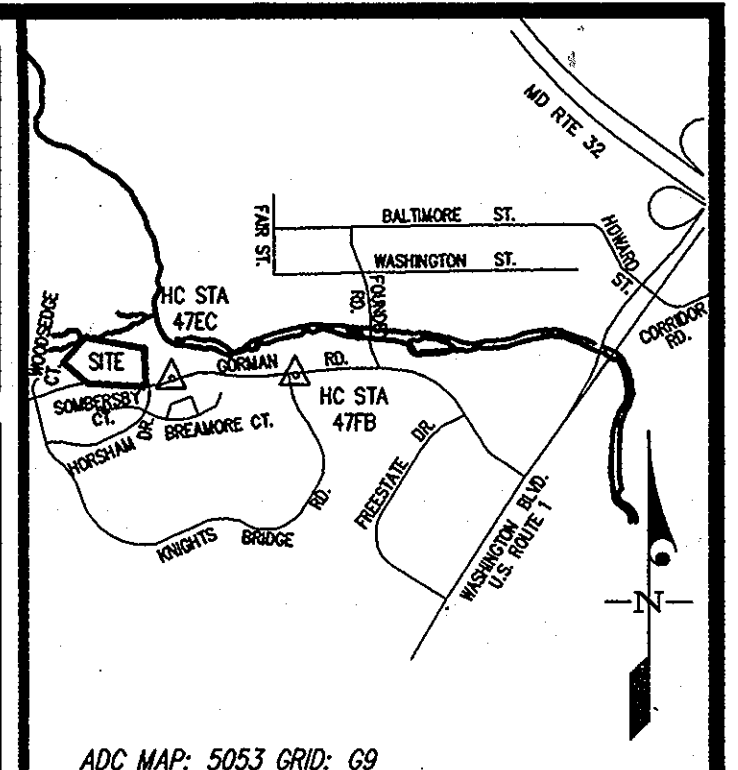 MD RTE 32
FAIR ST.
BALTIMORE ST.
WASHINGTON ST.
HOWARD ST.
CORRIDOR RD.
FOUNDRY RD.
HC STA
47EC
WOODSEDGE CT.
SITE
GORMAN RD.
HC STA
47FB
SOMBERSBY CT.
HORSHAM DR.
BREAMORE CT.
KNIGHTS BRIDGE RD.
FREESTATE DR.
WASHINGTON BLVD.
U.S. ROUTE 1
N
ADC MAP: 5053 GRID: G9